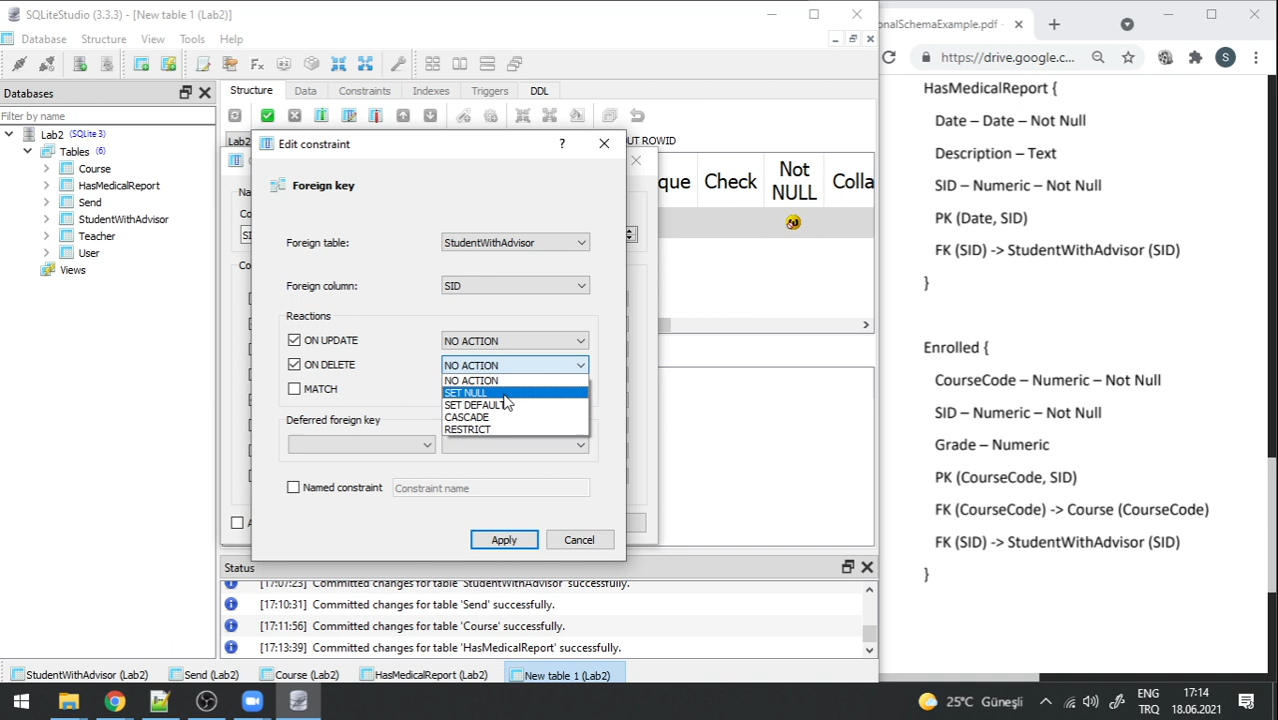 SQLiteStudio (3.3.3) - [New table 1 (Lab2)]
Database Structure View Tools Help
Databases
Filter by name
Lab2 (SQLite 3)
Tables (6)
Course
HasMedicalReport
Send
StudentWithAdvisor
Teacher
User
Views
Structure Data Constraints Indexes Triggers DDL
Lab2
OUT ROWID
que Check Not NULL Colla
Edit constraint
?
Foreign key
Foreign table: StudentWithAdvisor
Foreign column: SID
Reactions
ON UPDATE NO ACTION
ON DELETE NO ACTION
NO ACTION
SET NULL
SET DEFAULT
CASCADE
RESTRICT
MATCH
Deferred foreign key
Named constraint Constraint name
Apply Cancel
Status
[17:07:23] Committed changes for table 'StudentWithAdvisor' successfully.
[17:10:31] Committed changes for table 'Send' successfully.
[17:11:56] Committed changes for table 'Course' successfully.
[17:13:39] Committed changes for table 'HasMedicalReport' successfully.
StudentWithAdvisor (Lab2) Send (Lab2) Course (Lab2) HasMedicalReport (Lab2) New table 1 (Lab2)
onalSchemaExample.pdf
https://drive.google.c...
S
HasMedicalReport {
Date – Date – Not Null
Description – Text
SID – Numeric – Not Null
PK (Date, SID)
FK (SID) -> StudentWithAdvisor (SID)
}
Enrolled {
CourseCode – Numeric – Not Null
SID – Numeric – Not Null
Grade – Numeric
PK (CourseCode, SID)
FK (CourseCode) -> Course (CourseCode)
FK (SID) -> StudentWithAdvisor (SID)
}
25°C Güneşli
ENG
TRQ
17:14
18.06.2021